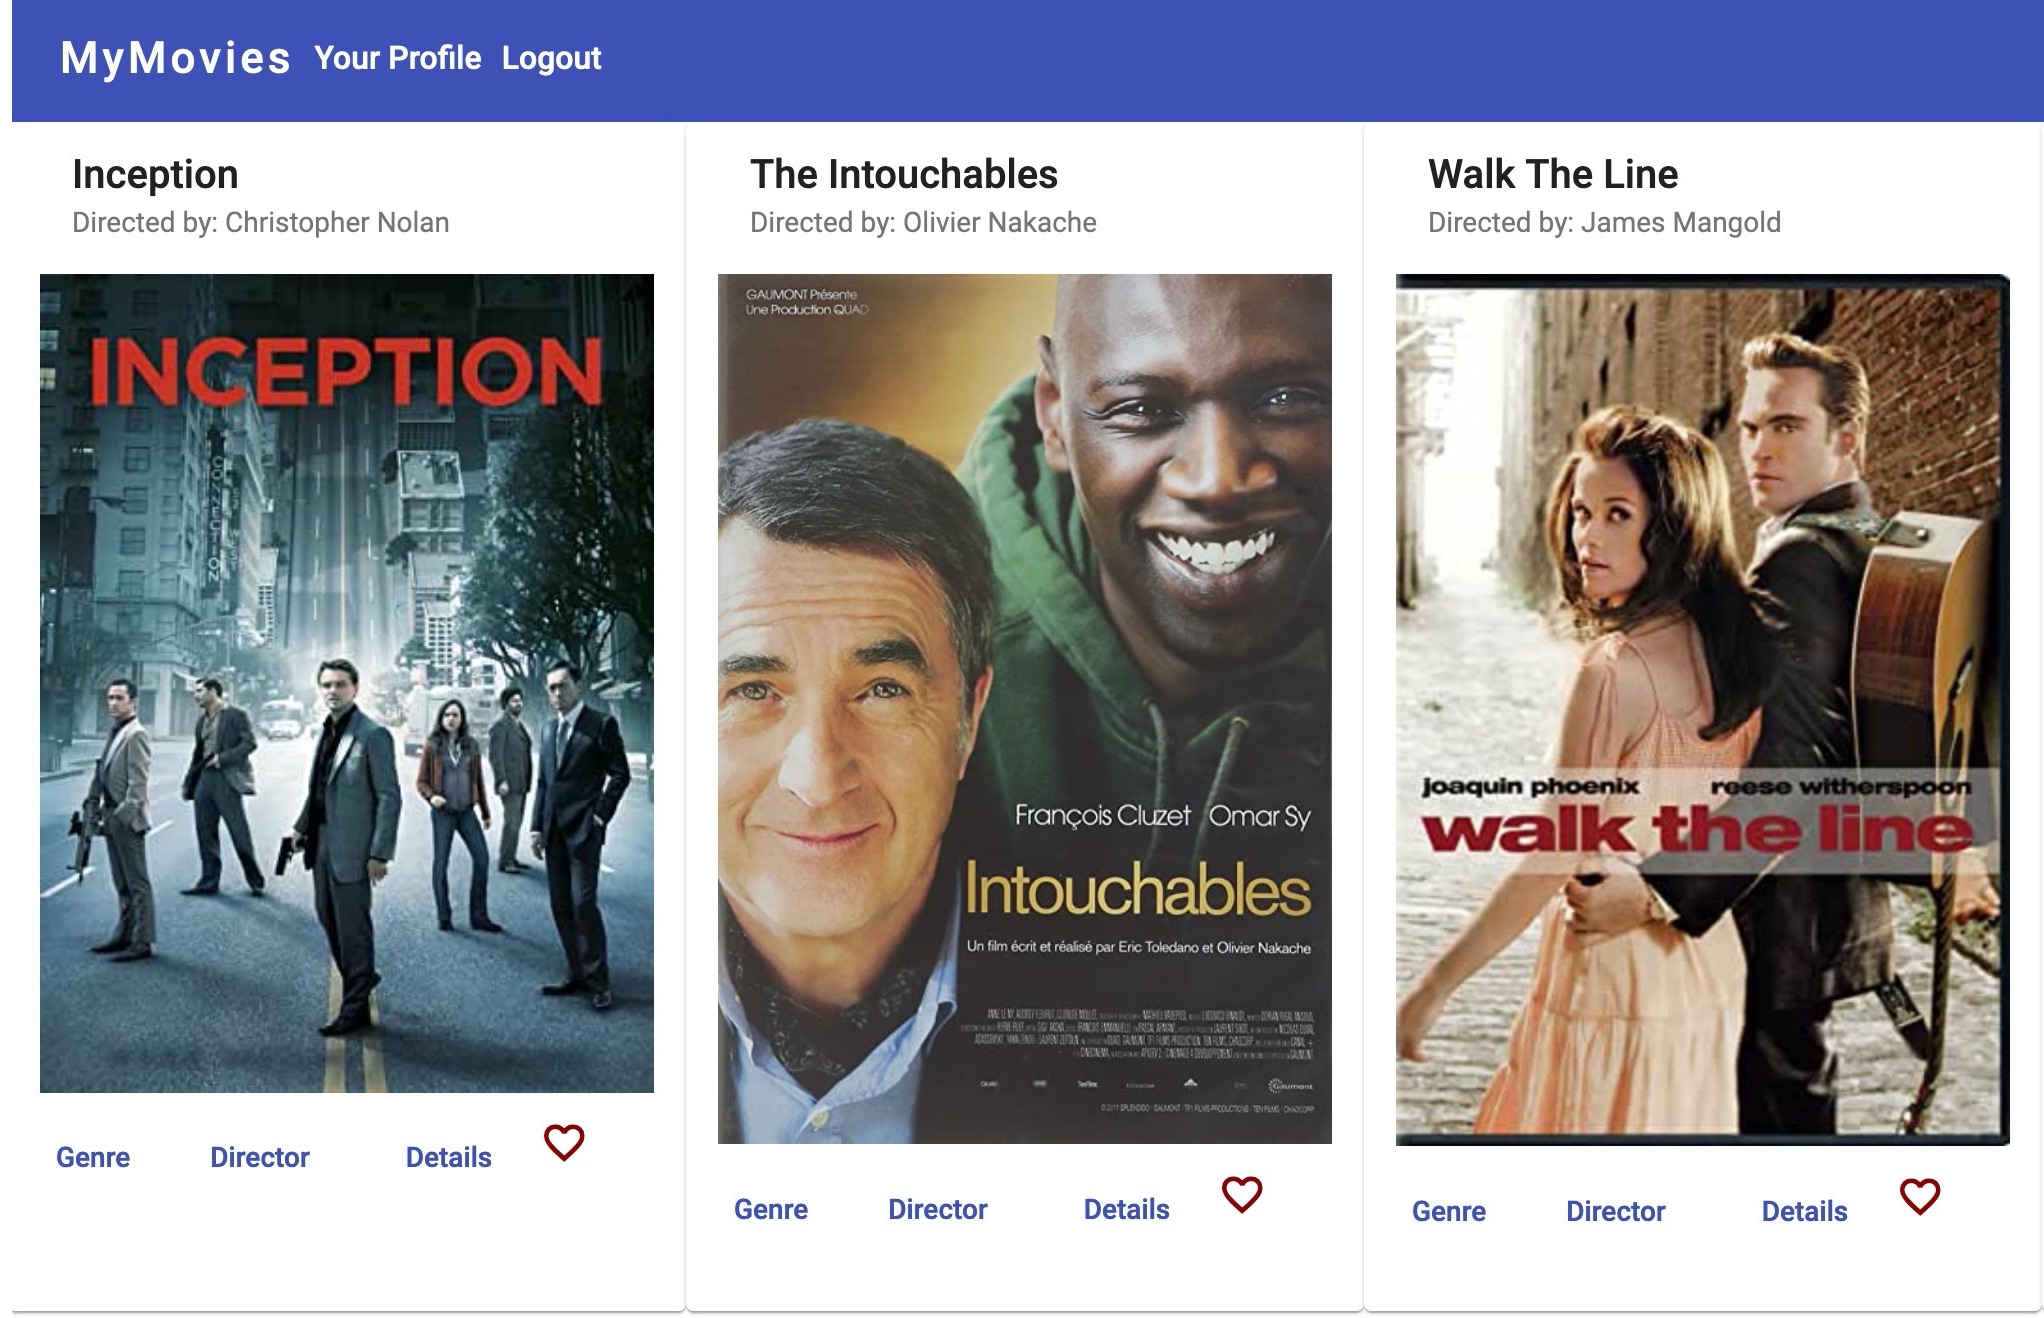 MyMovies Your Profile Logout
Inception
Directed by: Christopher Nolan
INCEPTION
Genre Director Details
The Intouchables
Directed by: Olivier Nakache
GAUMONT Présente
Une Production QUAD
François Cluzet Omar Sy
Intouchables
Un film écrit et réalisé par Eric Toledano et Olivier Nakache
Gaumont
Genre Director Details
Walk The Line
Directed by: James Mangold
joaquin phoenix reese witherspoon
walk the line
Genre Director Details